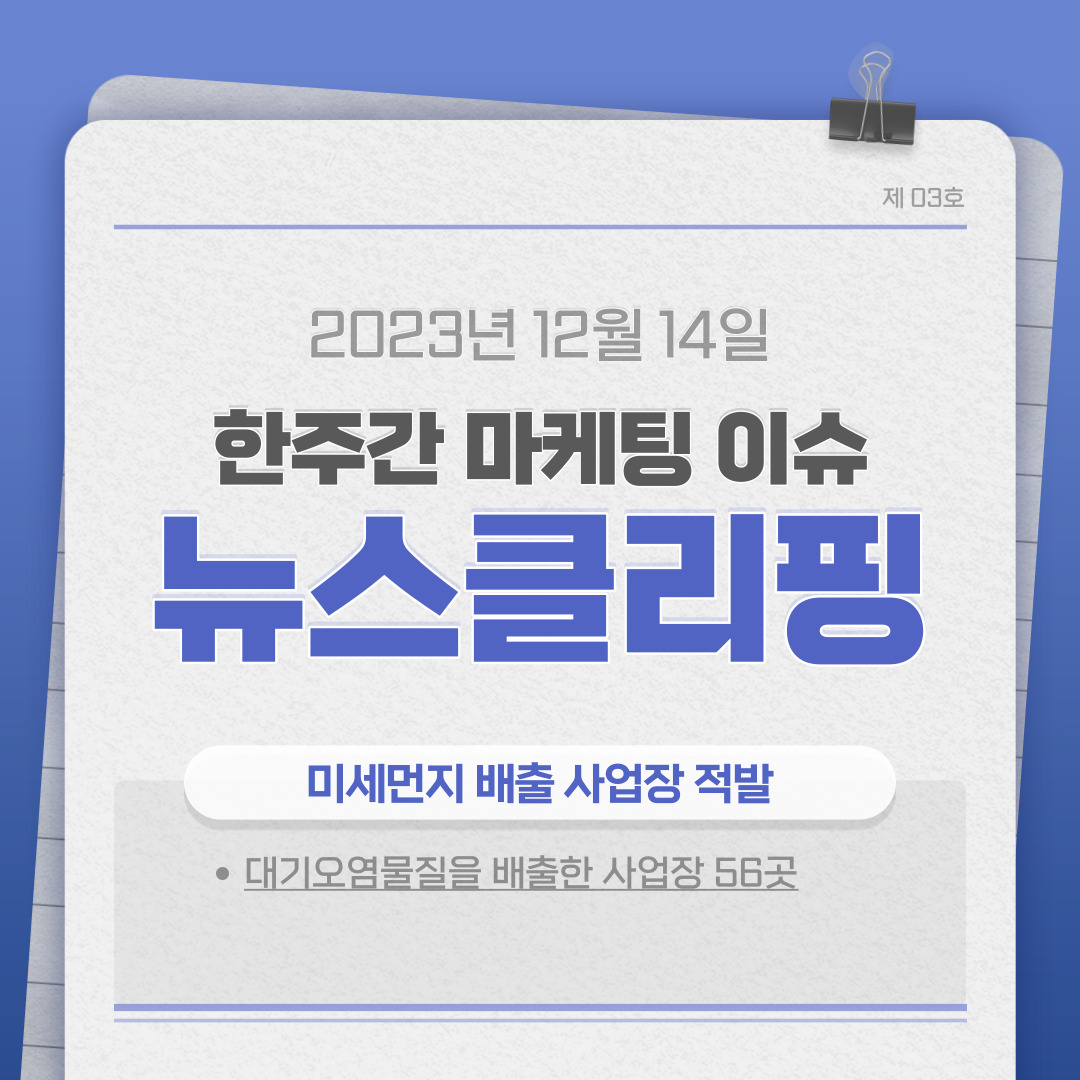 제 03호
2023년 12월 14일
한주간 마케팅 이슈
뉴스클리핑
미세먼지 배출 사업장 적발
• 대기오염물질을 배출한 사업장 56곳